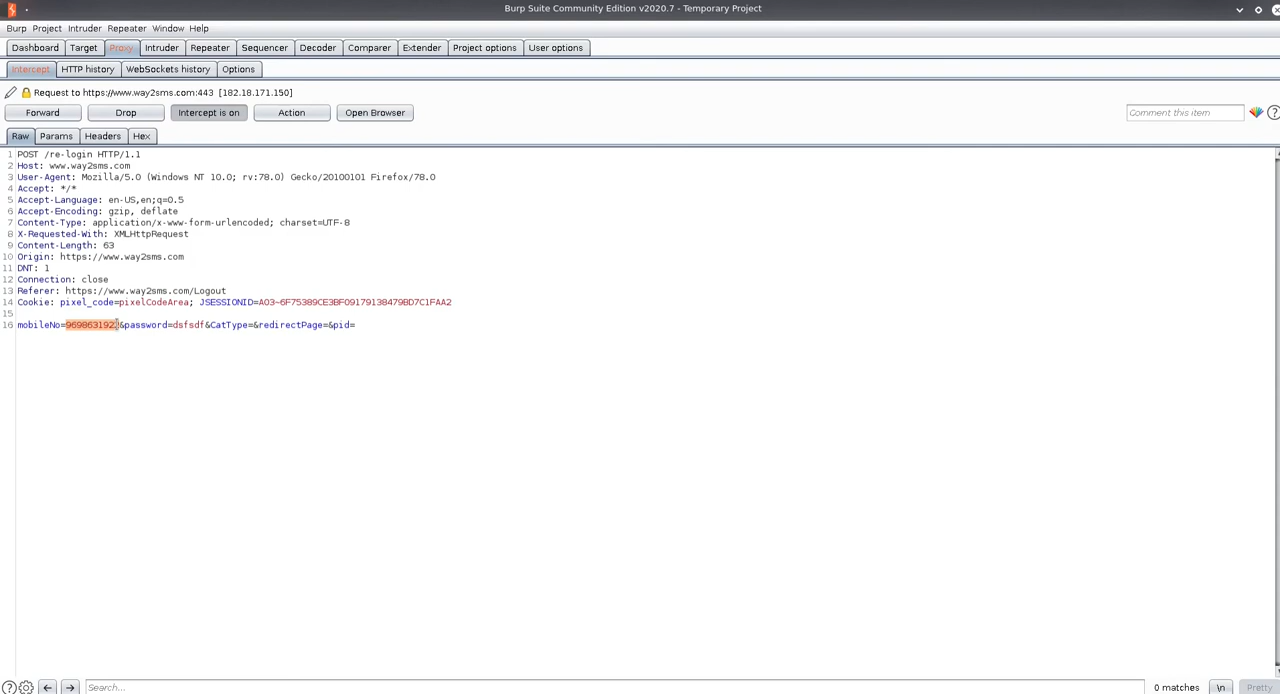 Burp Suite Community Edition v2020.7 - Temporary Project
Burp Project Intruder Repeater Window Help
Dashboard Target Proxy Intruder Repeater Sequencer Decoder Comparer Extender Project options User options
Intercept HTTP history WebSockets history Options
Request to https://www.way2sms.com:443 [182.18.171.150]
Forward Drop Intercept is on Action Open Browser Comment this item
Raw Params Headers Hex
1 POST /re-login HTTP/1.1
2 Host: www.way2sms.com
3 User-Agent: Mozilla/5.0 (Windows NT 10.0; rv:78.0) Gecko/20100101 Firefox/78.0
4 Accept: */*
5 Accept-Language: en-US,en;q=0.5
6 Accept-Encoding: gzip, deflate
7 Content-Type: application/x-www-form-urlencoded; charset=UTF-8
8 X-Requested-With: XMLHttpRequest
9 Content-Length: 63
10 Origin: https://www.way2sms.com
11 DNT: 1
12 Connection: close
13 Referer: https://www.way2sms.com/Logout
14 Cookie: pixel_code=pixelCodeArea; JSESSIONID=A03~6F75389CE3BF09179138479BD7C1FAA2
15
16 mobileNo= &password=dsfsdf&CatType=&redirectPage=&pid=
Search... 0 matches \n Pretty